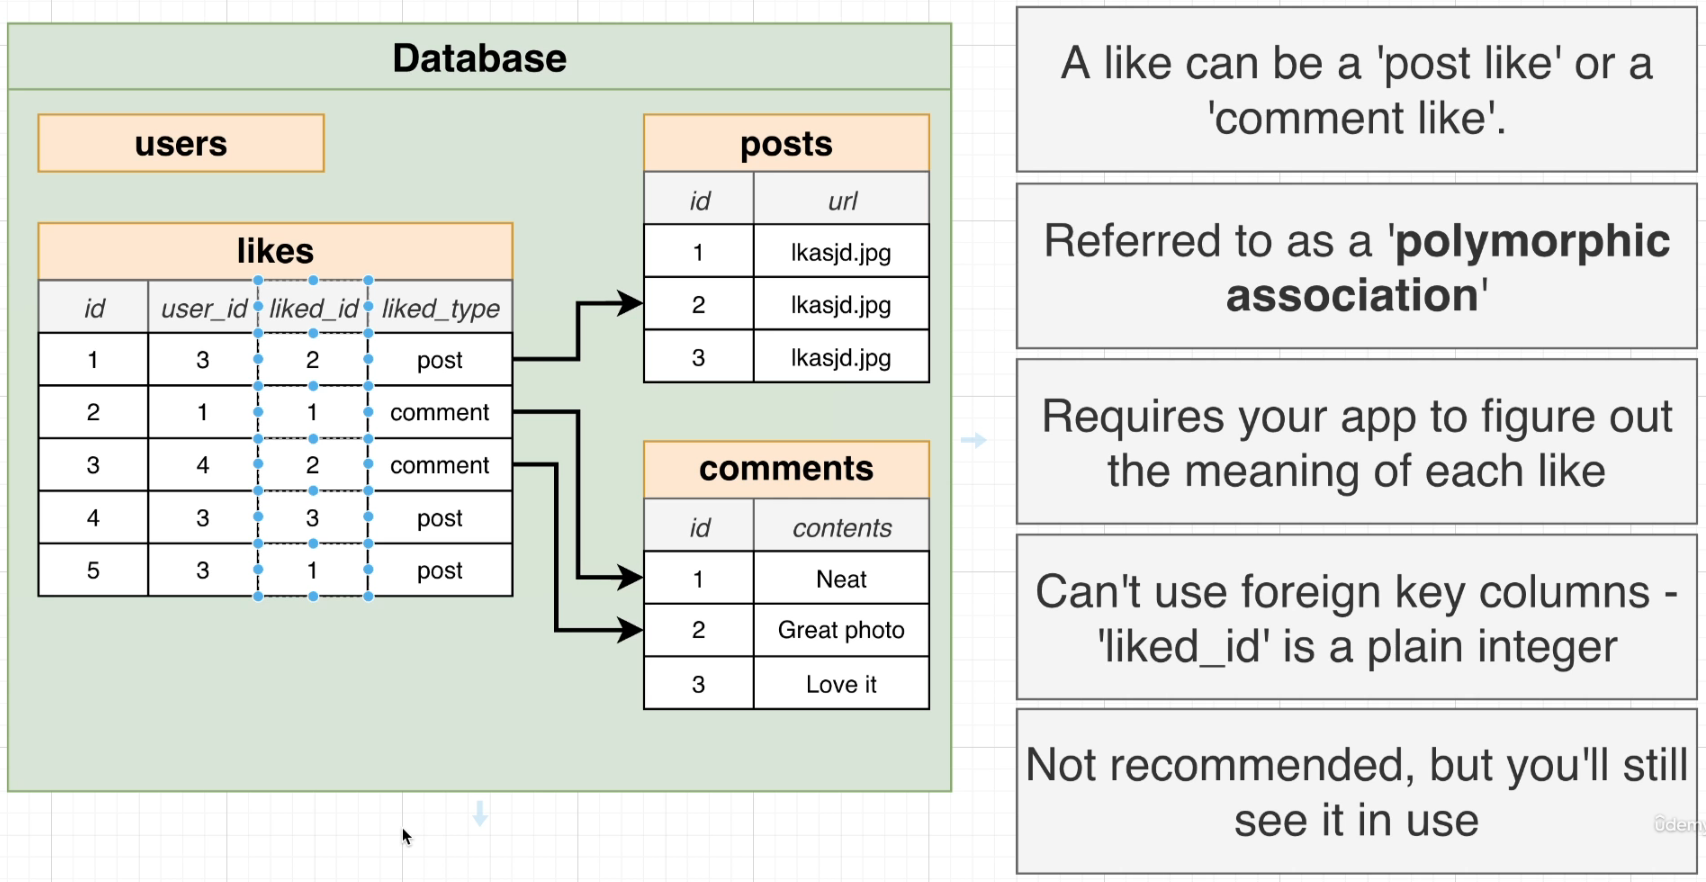 Database
users
likes
id user_id liked_id liked_type
1 3 2 post
2 1 1 comment
3 4 2 comment
4 3 3 post
5 3 1 post
posts
id url
1 lkasjd.jpg
2 lkasjd.jpg
3 lkasjd.jpg
comments
id contents
1 Neat
2 Great photo
3 Love it
A like can be a 'post like' or a
'comment like'.
Referred to as a 'polymorphic
association'
Requires your app to figure out
the meaning of each like
Can't use foreign key columns -
'liked_id' is a plain integer
Not recommended, but you'll still
see it in use
ûdemy